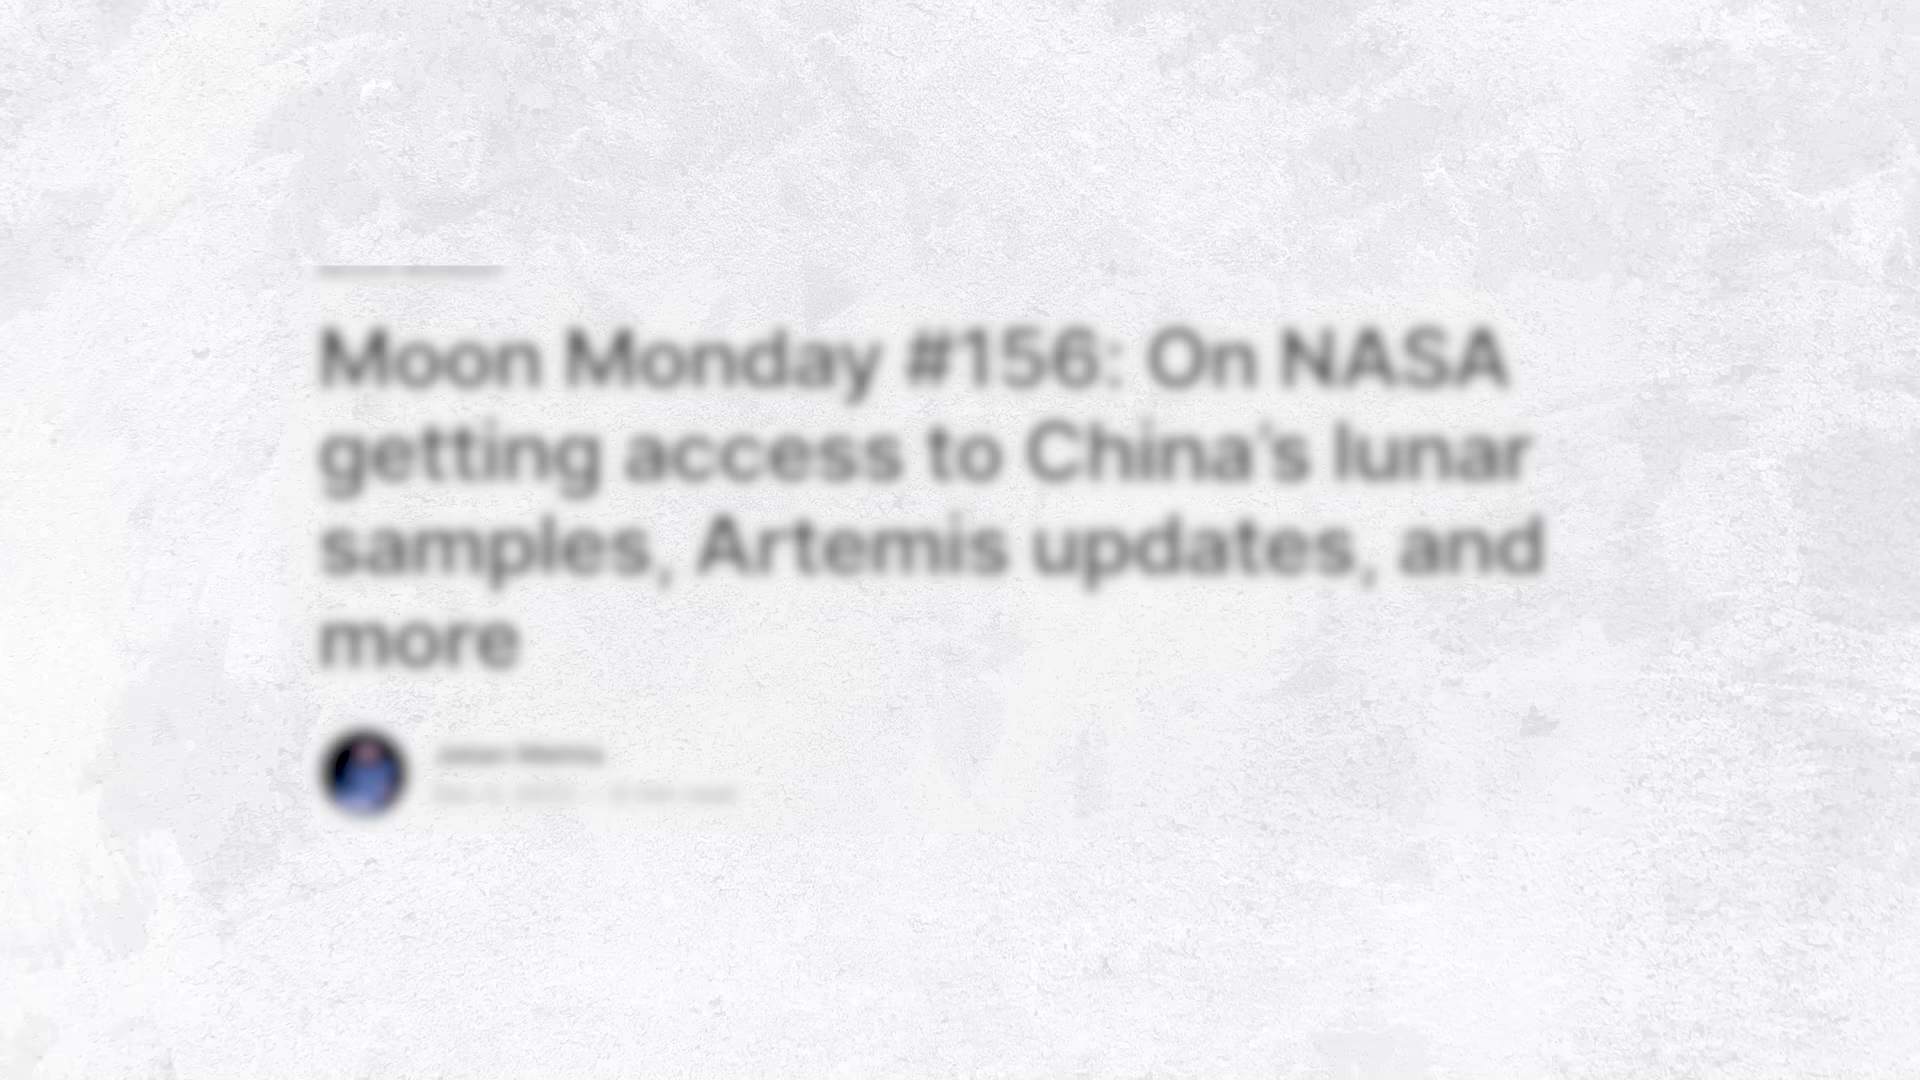 Moon Monday #156: On NASA
getting access to China's lunar
samples, Artemis updates, and
more